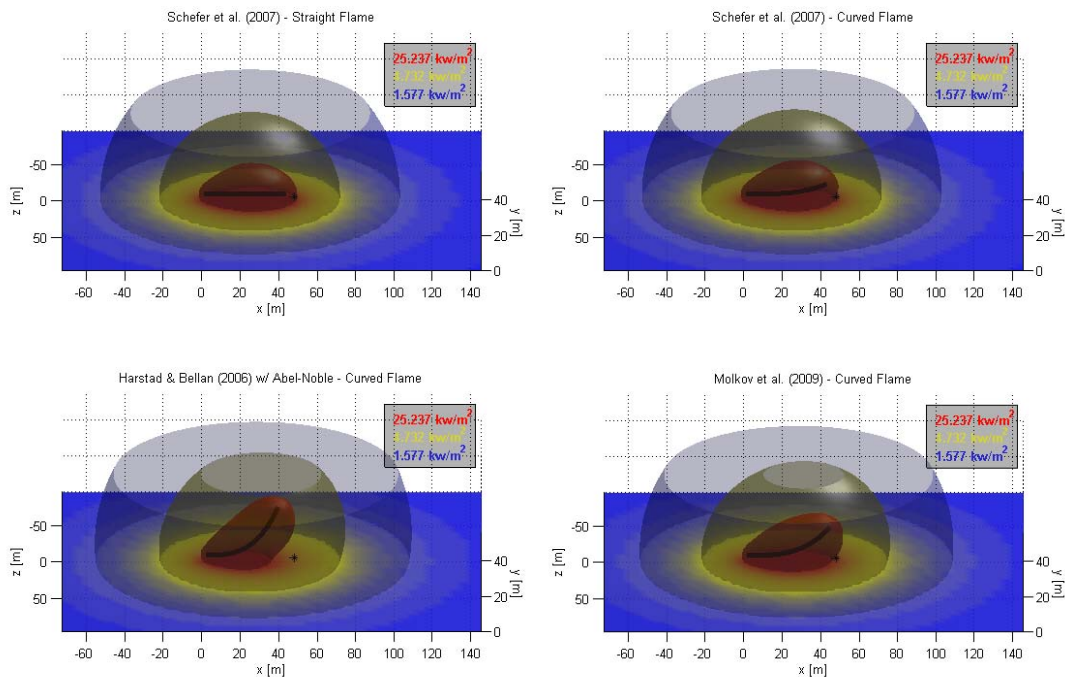 Schefer et al. (2007) - Straight Flame
25.237 kw/m²
4.732 kw/m²
1.577 kw/m²
-50
0
50
z [m]
40
20
0
y [m]
-60 -40 -20 0 20 40 60 80 100 120 140
x [m]
Schefer et al. (2007) - Curved Flame
25.237 kw/m²
4.732 kw/m²
1.577 kw/m²
-50
0
50
z [m]
40
20
0
y [m]
-60 -40 -20 0 20 40 60 80 100 120 140
x [m]
Harstad & Bellan (2006) w/ Abel-Noble - Curved Flame
25.237 kw/m²
4.732 kw/m²
1.577 kw/m²
-50
0
50
z [m]
40
20
0
y [m]
-60 -40 -20 0 20 40 60 80 100 120 140
x [m]
Molkov et al. (2009) - Curved Flame
25.237 kw/m²
4.732 kw/m²
1.577 kw/m²
-50
0
50
z [m]
40
20
0
y [m]
-60 -40 -20 0 20 40 60 80 100 120 140
x [m]